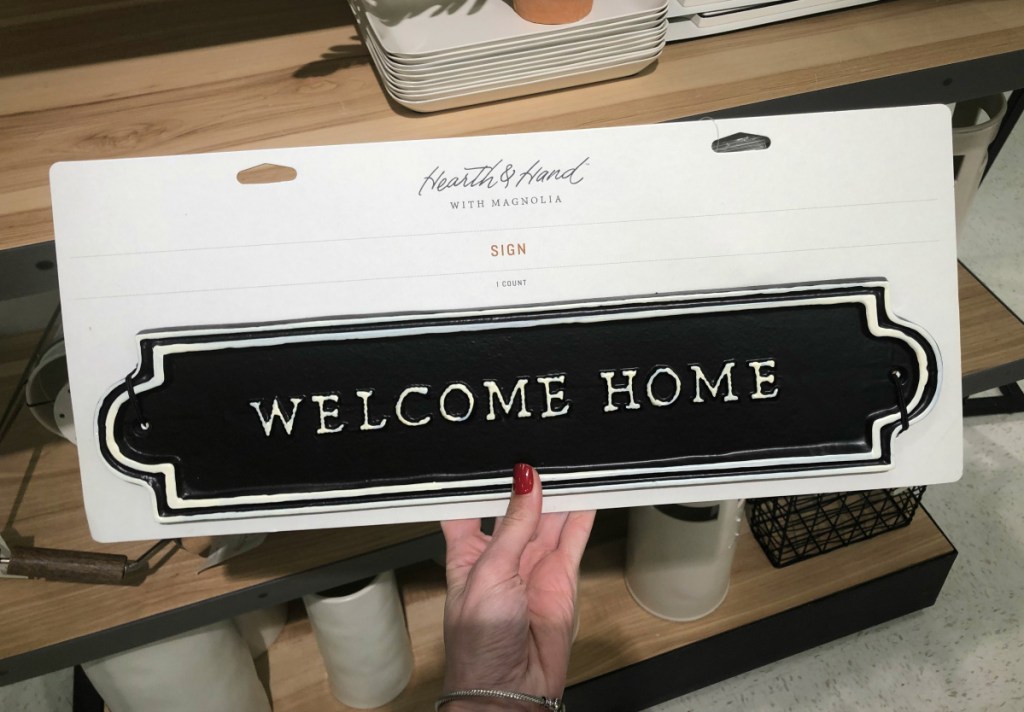 Hearth & Hand
WITH MAGNOLIA
SIGN
1 COUNT
WELCOME HOME